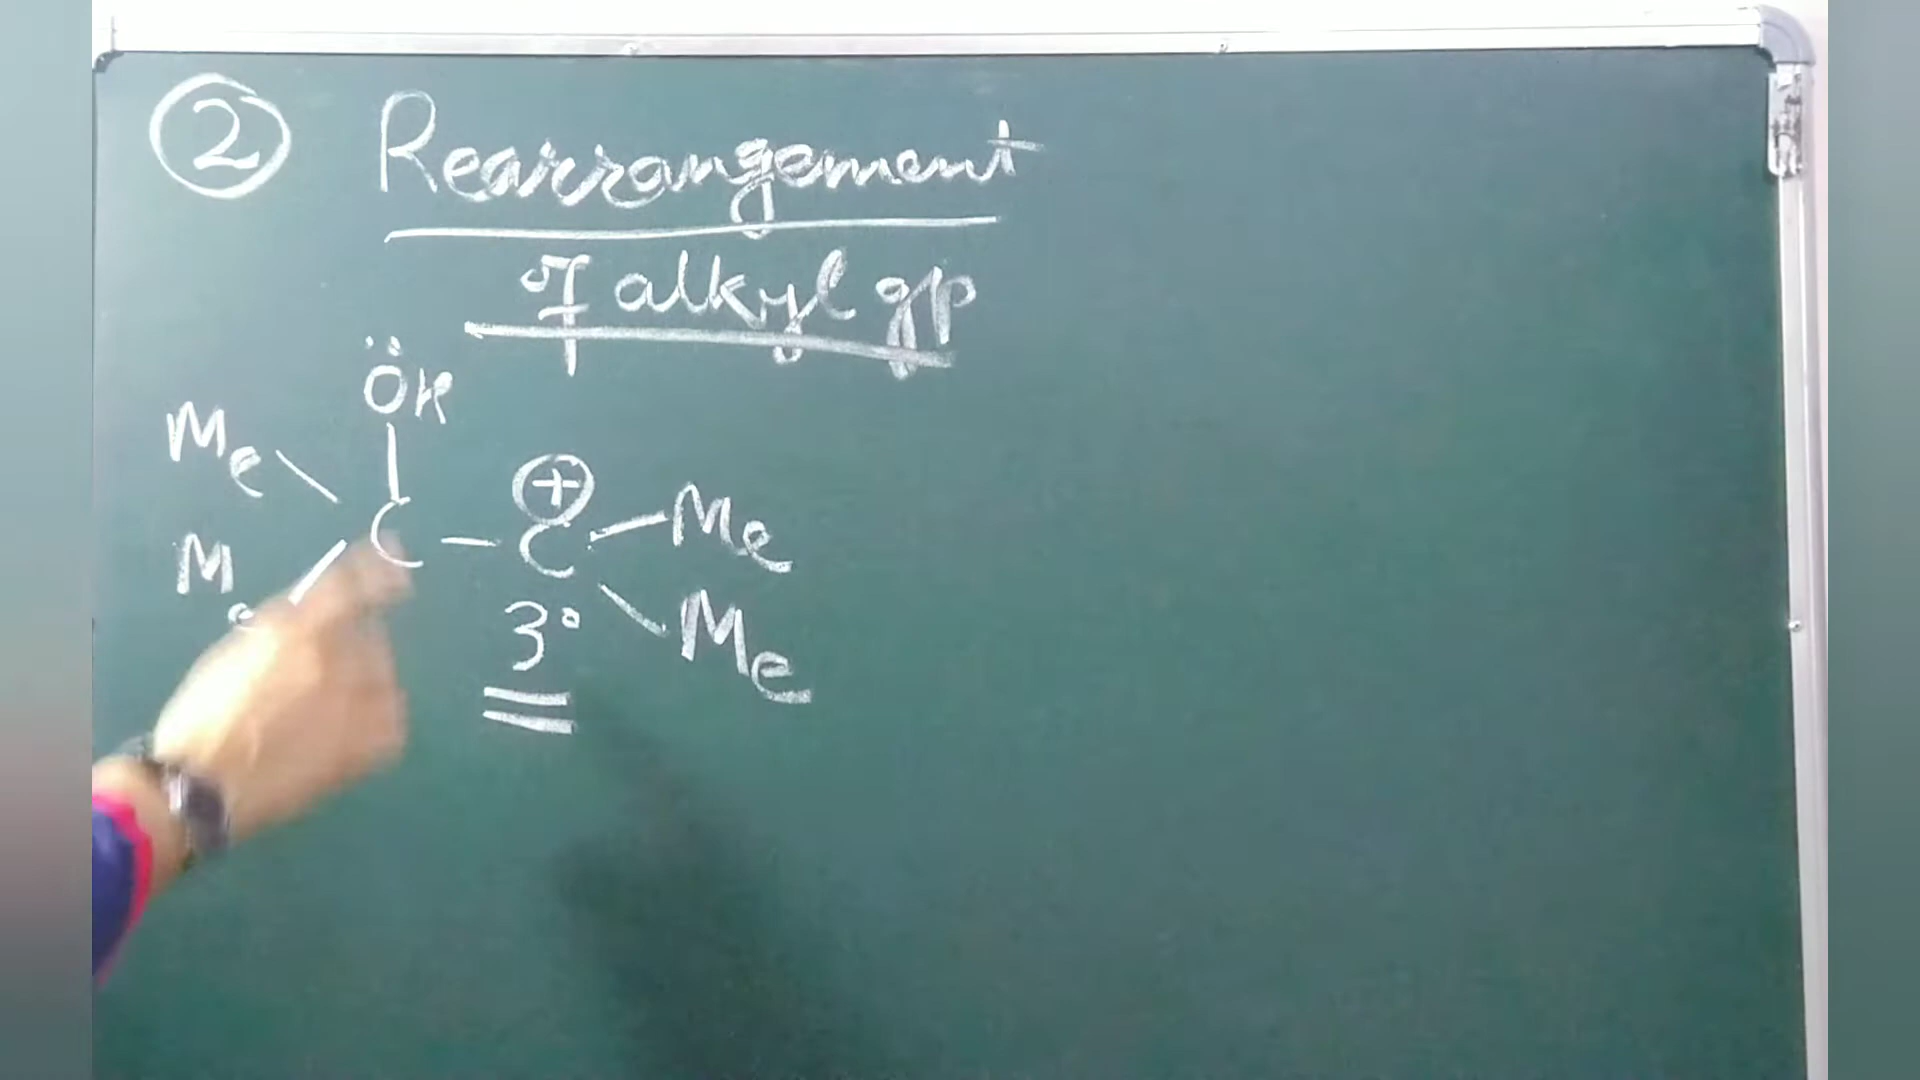 ② Rearrangement
of alkyl gp
ÖH
Me
⊕
C - C - Me
Me
3° Me